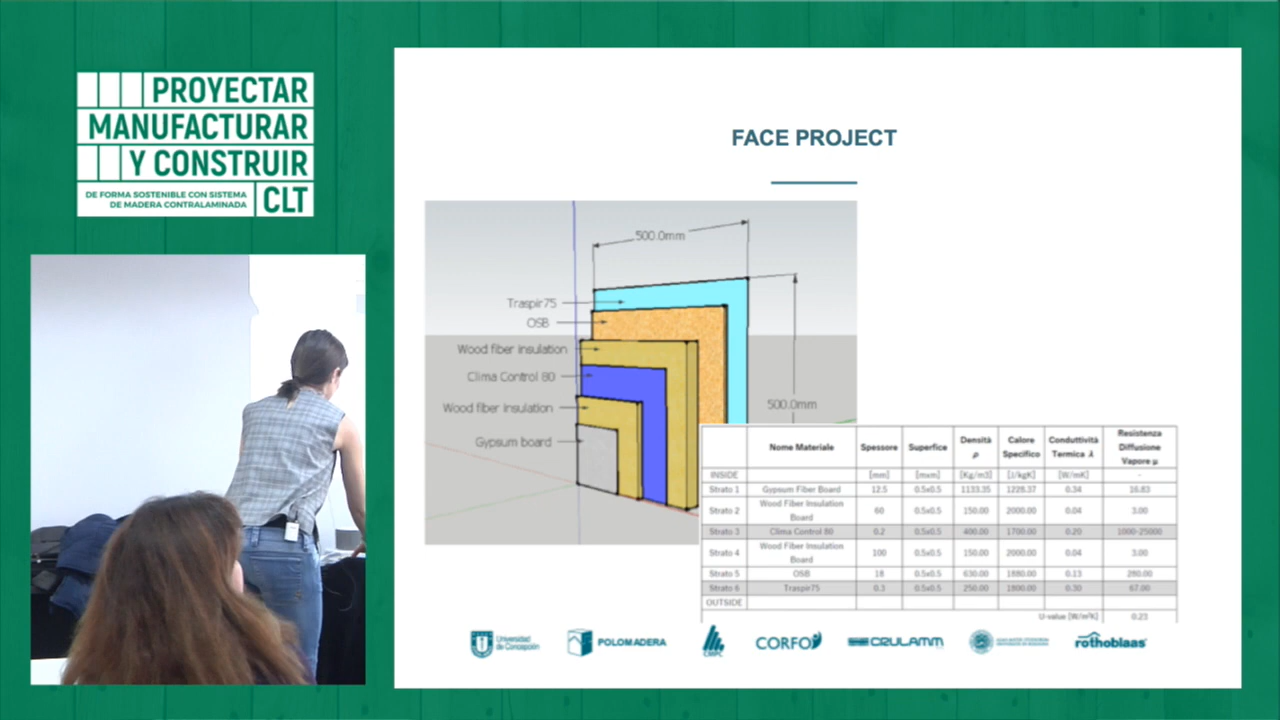 PROYECTAR
MANUFACTURAR
Y CONSTRUIR
DE FORMA SOSTENIBLE CON SISTEMA
DE MADERA CONTRALAMINADA
CLT
FACE PROJECT
500.0mm
Traspir75
OSB
Wood fiber insulation
Clima Control 80
Wood fiber insulation
Gypsum board
500.0mm
Nome Materiale Spessore Superfice Densità ρ Calore Specifico Conduttività Termica λ Resistenza Diffusione Vapore μ
INSIDE [mm] [mxm] [Kg/m3] [J/kgK] [W/mK] -
Strato 1 Gypsum Fiber Board 12.5 0.5x0.5 1133.35 1228.37 0.34 16.83
Strato 2 Wood Fiber Insulation Board 60 0.5x0.5 150.00 2000.00 0.04 3.00
Strato 3 Clima Control 80 0.2 0.5x0.5 400.00 1700.00 0.20 1000-25000
Strato 4 Wood Fiber Insulation Board 100 0.5x0.5 150.00 2000.00 0.04 3.00
Strato 5 OSB 18 0.5x0.5 630.00 1880.00 0.13 280.00
Strato 6 Traspir75 0.3 0.5x0.5 250.00 1800.00 0.30 67.00
OUTSIDE
U-value [W/m²K] 0.23
Universidad
de Concepción
POLOMADERA
CMPC
CORFO
CRULAMM
rothoblaas